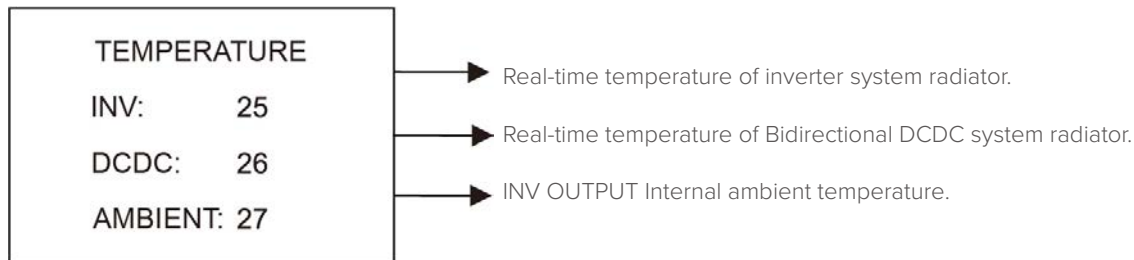 TEMPERATURE
INV: 25
DCDC: 26
AMBIENT: 27
Real-time temperature of inverter system radiator.
Real-time temperature of Bidirectional DCDC system radiator.
INV OUTPUT Internal ambient temperature.